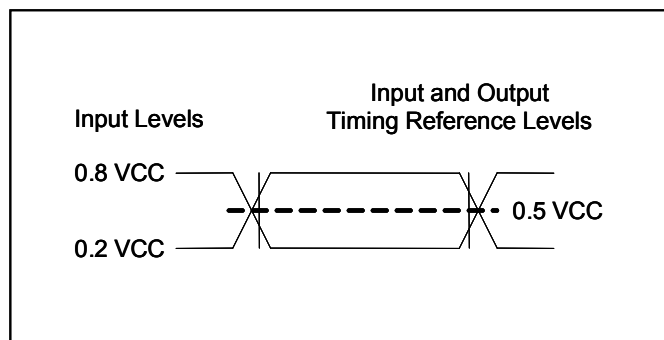 Input and Output
Input Levels
Timing Reference Levels
0.8 VCC
0.5 VCC
0.2 VCC